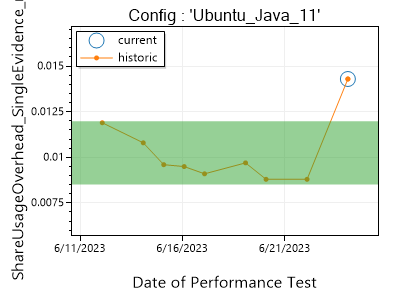 Config : 'Ubuntu_Java_11'
current
historic
ShareUsageOverhead_SingleEvidence_
0.015
0.0125
0.01
0.0075
6/11/2023
6/16/2023
6/21/2023
Date of Performance Test